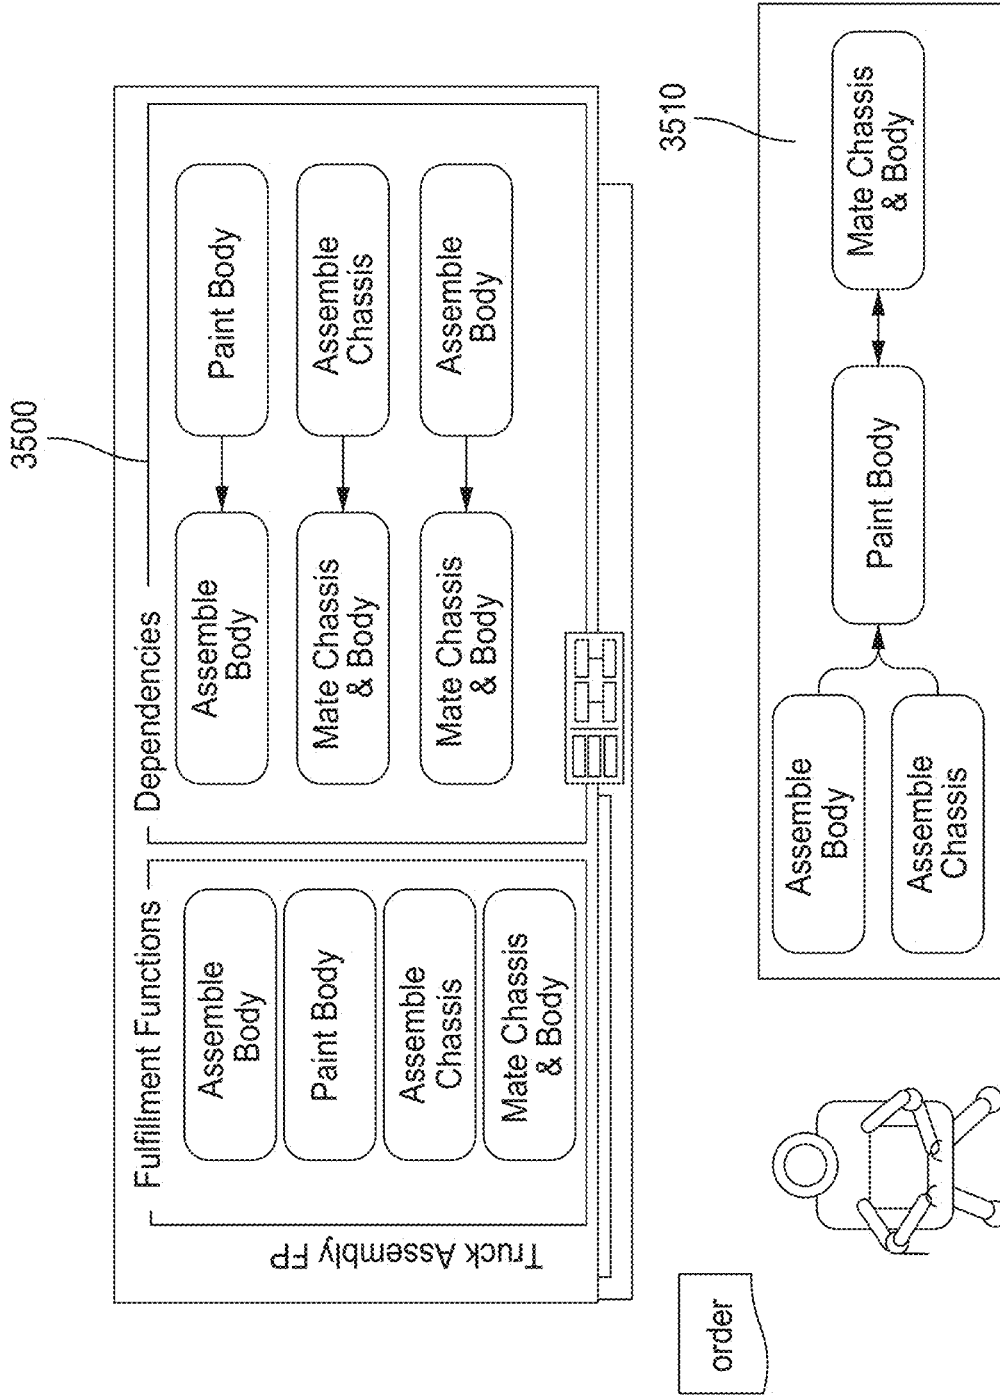 3500
Truck Assembly FP
Fulfillment Functions
Assemble
Body
Paint Body
Assemble
Chassis
Mate Chassis
& Body
Dependencies
Assemble
Body
Paint Body
Mate Chassis
& Body
Assemble
Chassis
Mate Chassis
& Body
Assemble
Body
order
3510
Assemble
Body
Assemble
Chassis
Paint Body
Mate Chassis
& Body